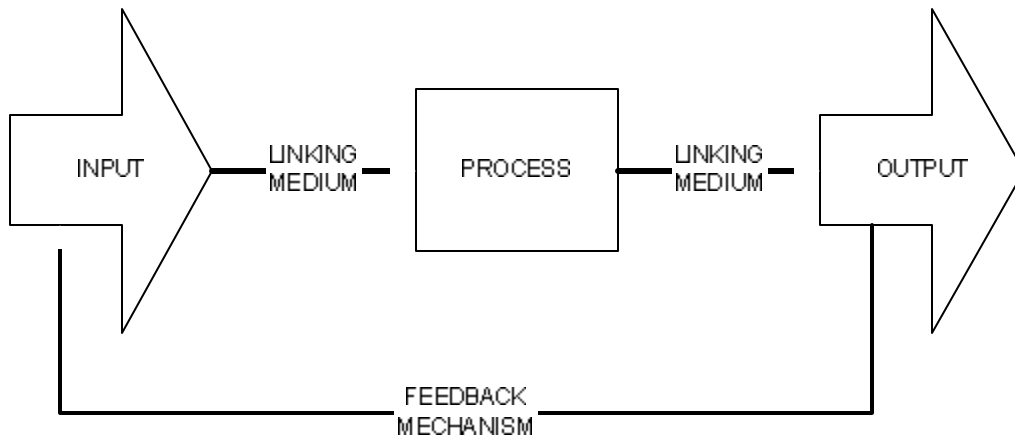 INPUT
LINKING
MEDIUM
PROCESS
LINKING
MEDIUM
OUTPUT
FEEDBACK
MECHANISM